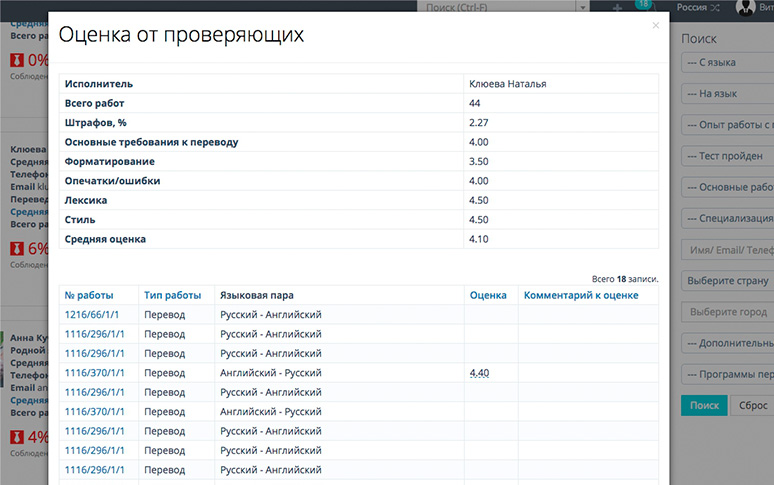 Поиск (Ctrl-F)
18
Россия
Вит
Средняя
Всего ра
0%
Соблюден
Клюева
Средняя
Телефон
Email klu
Перевед
Средняя
Всего ра
6%
Соблюден
Анна Ку
Родной
Средняя
Телефон
Email an
Средняя
Всего ра
4%
Соблюден
Оценка от проверяющих
×
Исполнитель Клюева Наталья
Всего работ 44
Штрафов, % 2.27
Основные требования к переводу 4.00
Форматирование 3.50
Опечатки/ошибки 4.00
Лексика 4.50
Стиль 4.50
Средняя оценка 4.10
Всего 18 записи.
№ работы Тип работы Языковая пара Оценка Комментарий к оценке
1216/66/1/1 Перевод Русский - Английский
1116/296/1/1 Перевод Русский - Английский
1116/296/1/1 Перевод Русский - Английский
1116/370/1/1 Перевод Английский - Русский 4.40
1116/296/1/1 Перевод Русский - Английский
1116/370/1/1 Перевод Английский - Русский
1116/296/1/1 Перевод Русский - Английский
1116/296/1/1 Перевод Русский - Английский
1116/296/1/1 Перевод Русский - Английский
Поиск
--- С языка
--- На язык
--- Опыт работы с п
--- Тест пройден
--- Основные рабо
--- Специализация
Имя/ Email/ Телеф
Выберите страну
Выберите город
--- Дополнительны
--- Программы пер
Поиск
Сброс